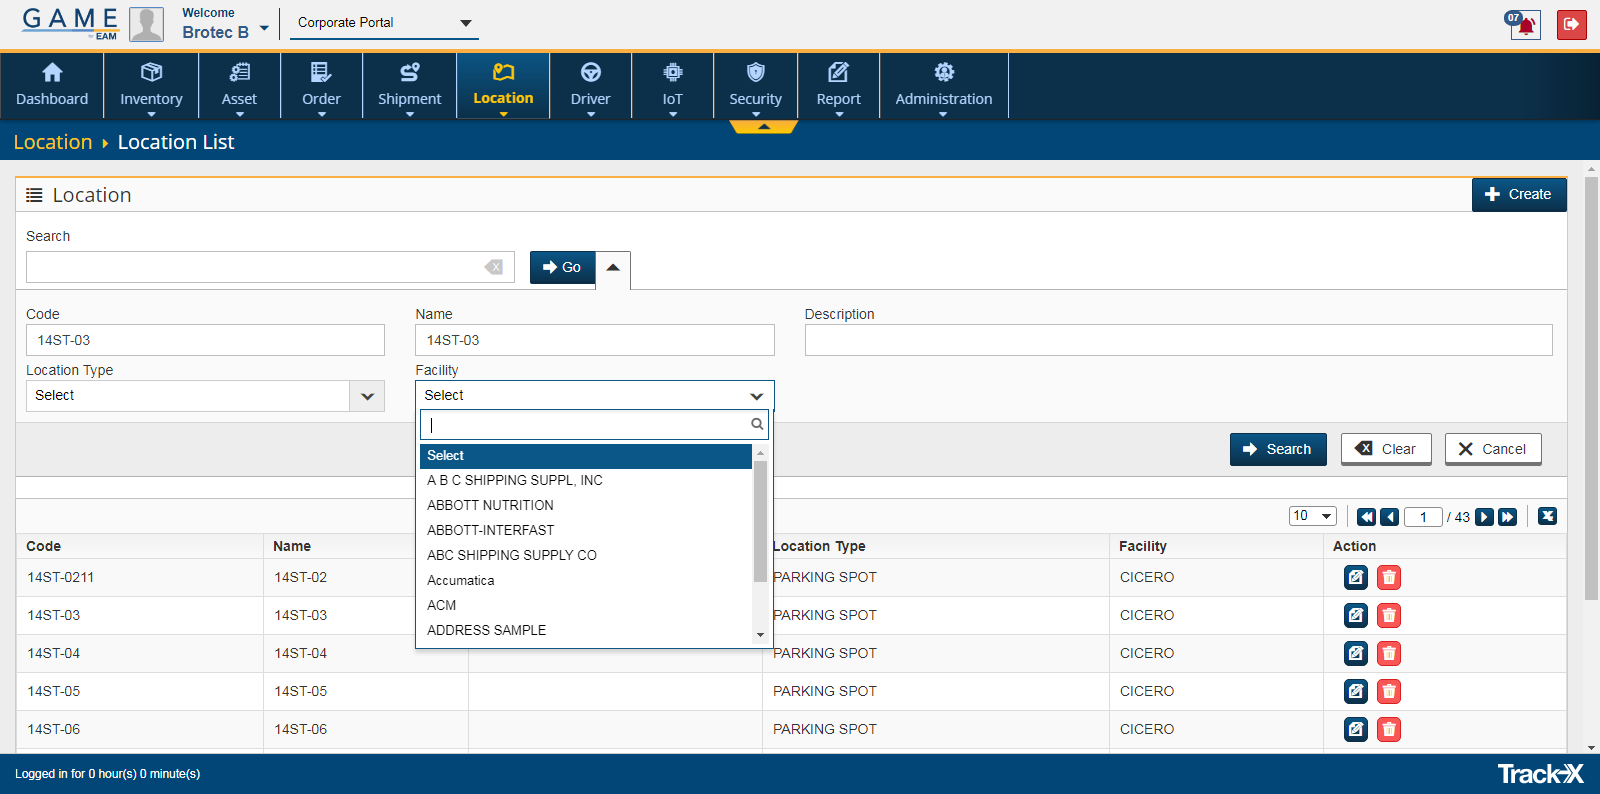 GAME
by EAM
Welcome
Brotec B
Corporate Portal
07
Dashboard
Inventory
Asset
Order
Shipment
Location
Driver
IoT
Security
Report
Administration
Location Location List
Location
Create
Search
Go
Code
Name
Description
14ST-03
14ST-03
Location Type
Facility
Select
Select
Search
Clear
Cancel
Select
A B C SHIPPING SUPPL, INC
ABBOTT NUTRITION
ABBOTT-INTERFAST
ABC SHIPPING SUPPLY CO
Accumatica
ACM
ADDRESS SAMPLE
10
1 / 43
Code Name Location Type Facility Action
14ST-0211 14ST-02 PARKING SPOT CICERO
14ST-03 14ST-03 PARKING SPOT CICERO
14ST-04 14ST-04 PARKING SPOT CICERO
14ST-05 14ST-05 PARKING SPOT CICERO
14ST-06 14ST-06 PARKING SPOT CICERO
Logged in for 0 hour(s) 0 minute(s)
Track-X